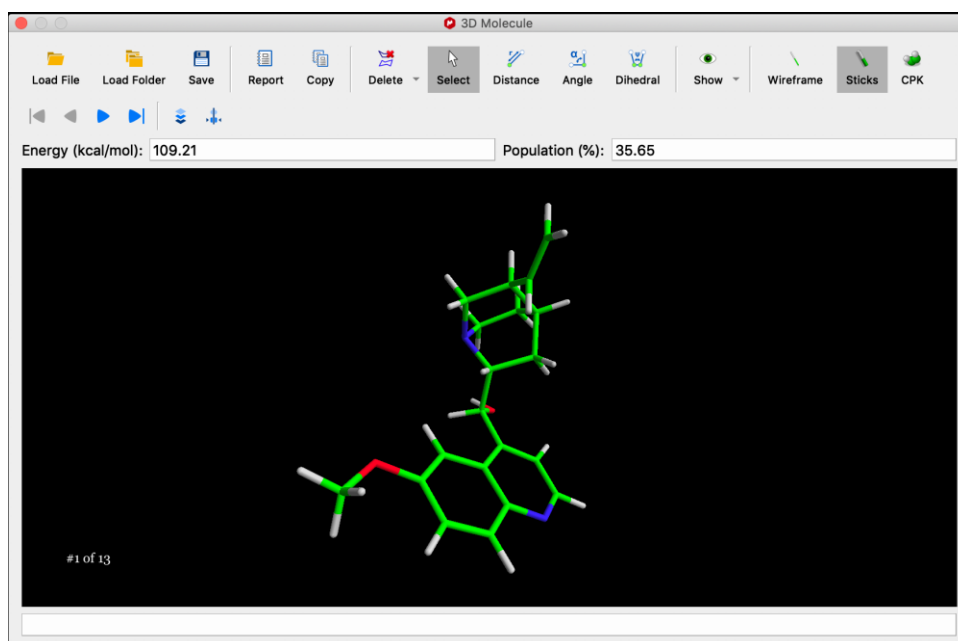 3D Molecule
Load File Load Folder Save Report Copy Delete Select Distance Angle Dihedral Show Wireframe Sticks CPK
Energy (kcal/mol): 109.21 Population (%): 35.65
#1 of 13